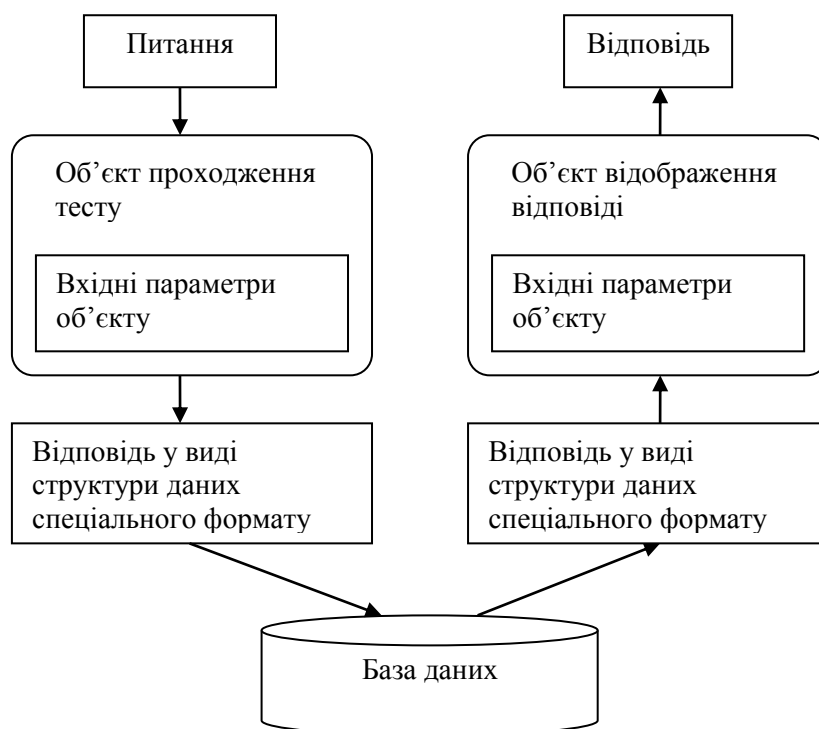 Питання
Відповідь
Об’єкт проходження
тесту
Вхідні параметри
об’єкту
Об’єкт відображення
відповіді
Вхідні параметри
об’єкту
Відповідь у виді
структури даних
спеціального формату
Відповідь у виді
структури даних
спеціального формату
База даних